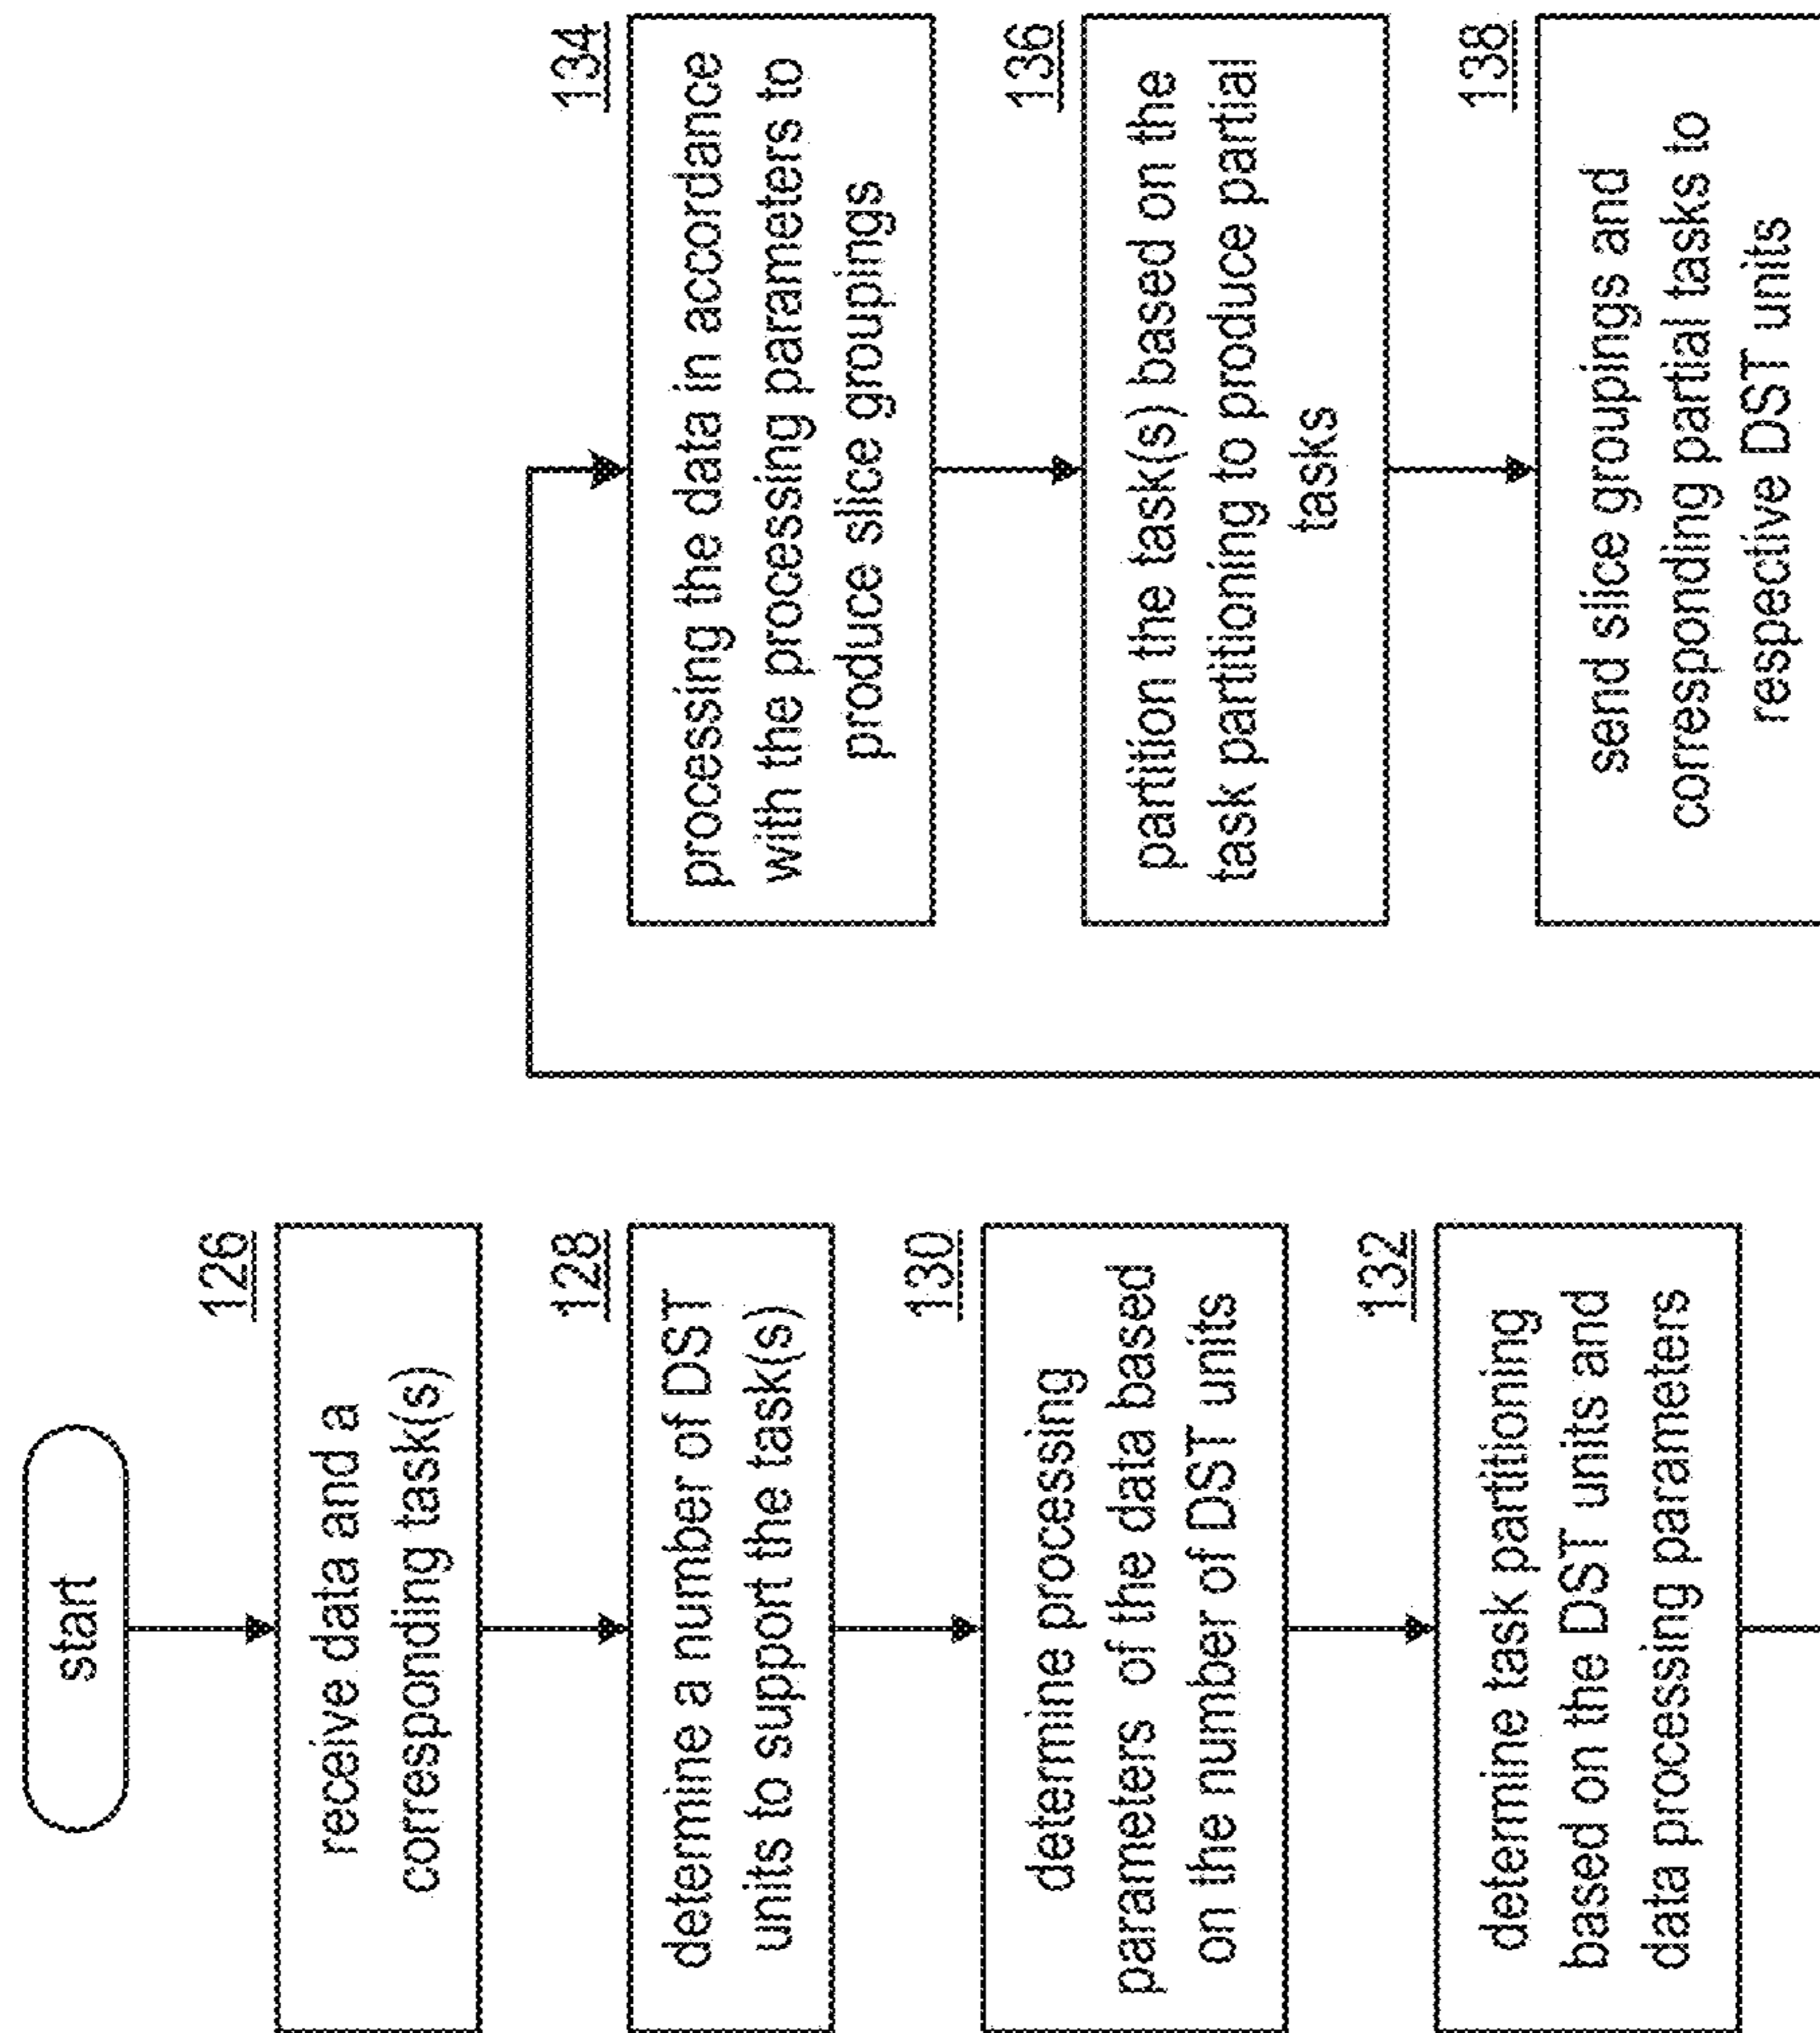 start
126
receive data and a
corresponding task(s)
128
determine a number of DST
units to support the task(s)
130
determine processing
parameters of the data based
on the number of DST units
132
determine task partitioning
based on the DST units and
data processing parameters
134
processing the data in accordance
with the processing parameters to
produce slice groupings
136
partition the task(s) based on the
task partitioning to produce partial
tasks
138
send slice groupings and
corresponding partial tasks to
respective DST units